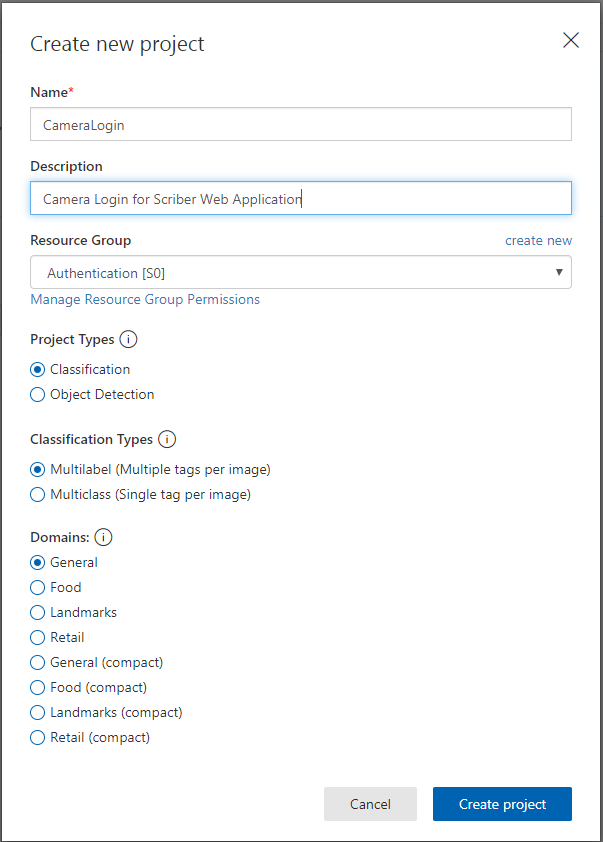 Create new project
Name*
CameraLogin
Description
Camera Login for Scriber Web Application
Resource Group create new
Authentication [S0]
Manage Resource Group Permissions
Project Types i
Classification
Object Detection
Classification Types i
Multilabel (Multiple tags per image)
Multiclass (Single tag per image)
Domains: i
General
Food
Landmarks
Retail
General (compact)
Food (compact)
Landmarks (compact)
Retail (compact)
Cancel Create project